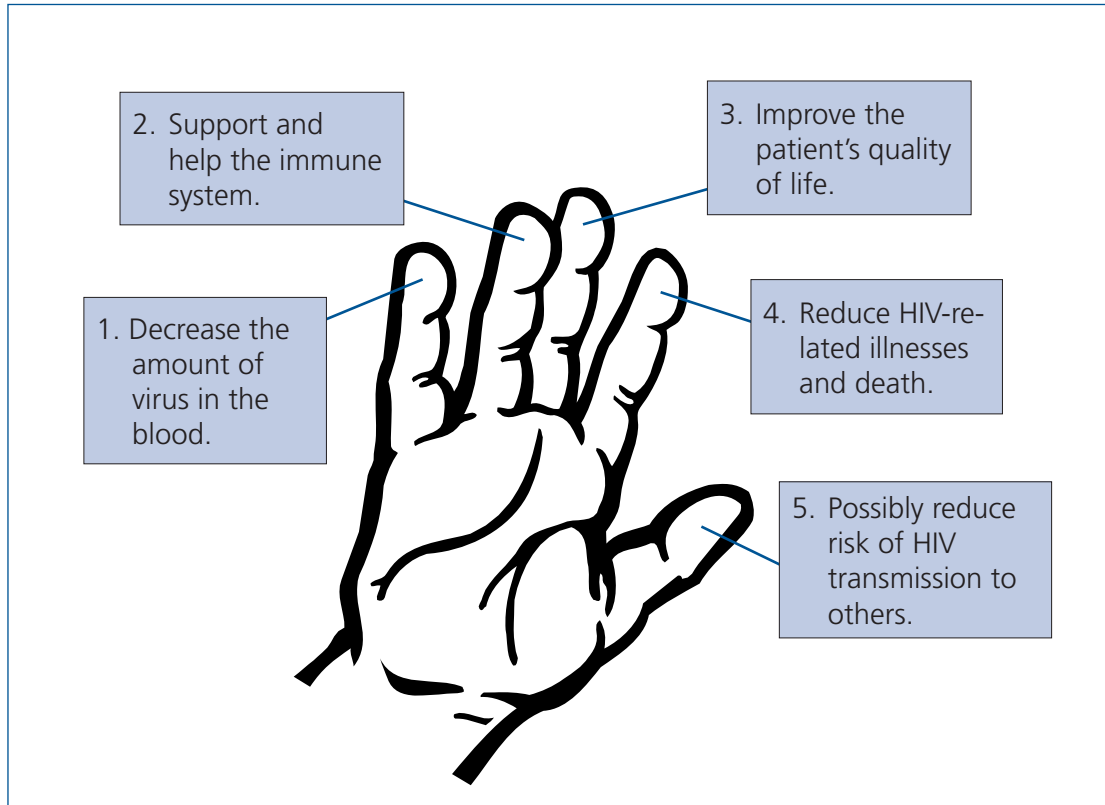 1. Decrease the
amount of
virus in the
blood.
2. Support and
help the immune
system.
3. Improve the
patient’s quality
of life.
4. Reduce HIV-re-
lated illnesses
and death.
5. Possibly reduce
risk of HIV
transmission to
others.